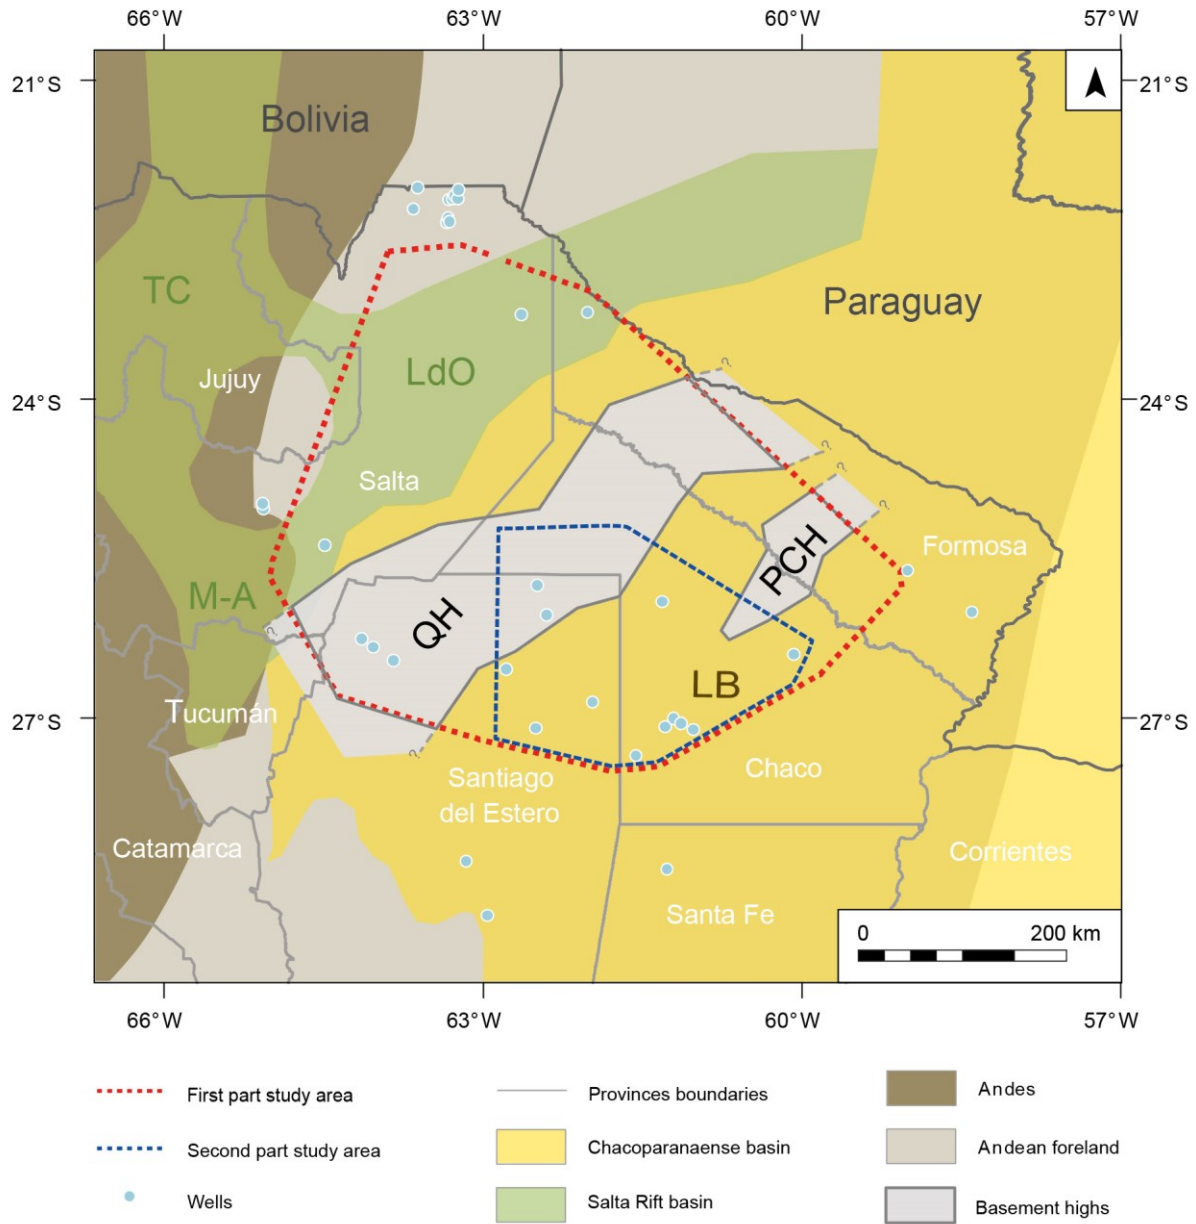 66°W 63°W 60°W 57°W
21°S 21°S
Bolivia
TC
Paraguay
LdO
Jujuy
?
24°S 24°S
?
Salta
?
?
Formosa
PCH
M-A
QH
?
LB
Tucumán
27°S 27°S
?
Chaco
Santiago
del Estero
Catamarca
Corrientes
Santa Fe
0 200 km
66°W 63°W 60°W 57°W
First part study area
Provinces boundaries
Andes
Second part study area
Chacoparanaense basin
Andean foreland
Wells
Salta Rift basin
Basement highs